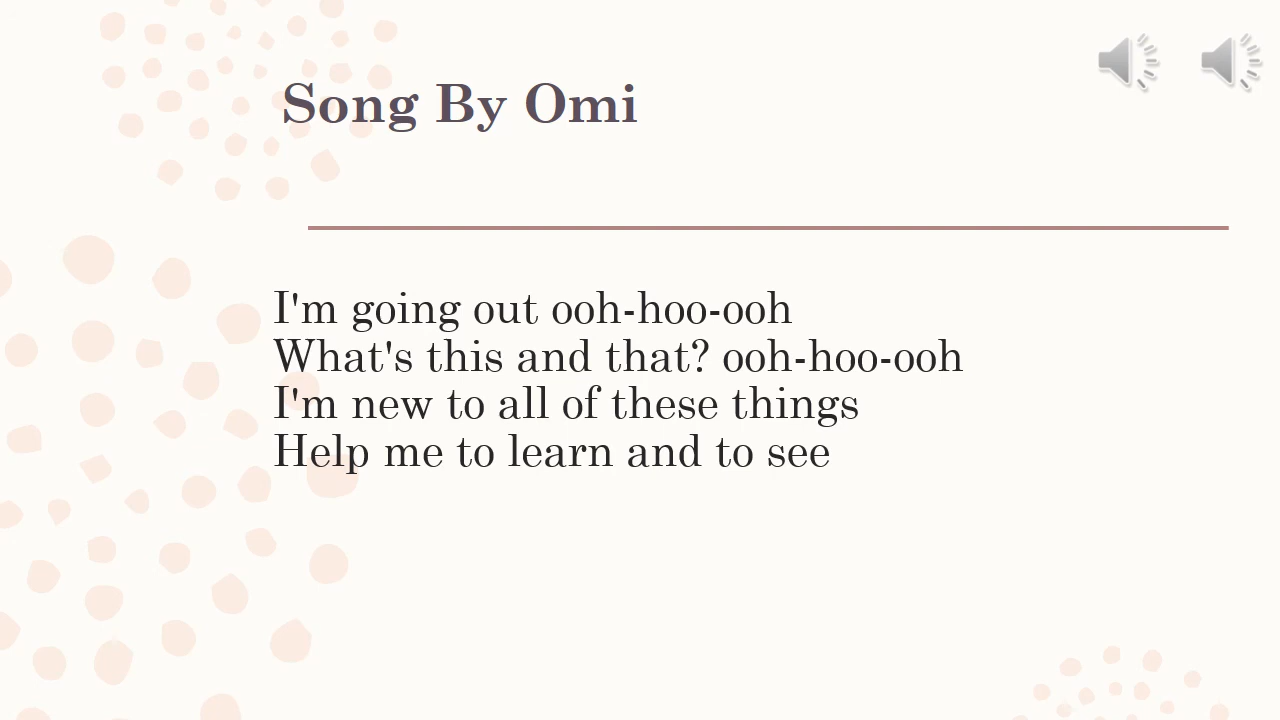 Song By Omi
I'm going out ooh-hoo-ooh
What's this and that? ooh-hoo-ooh
I'm new to all of these things
Help me to learn and to see